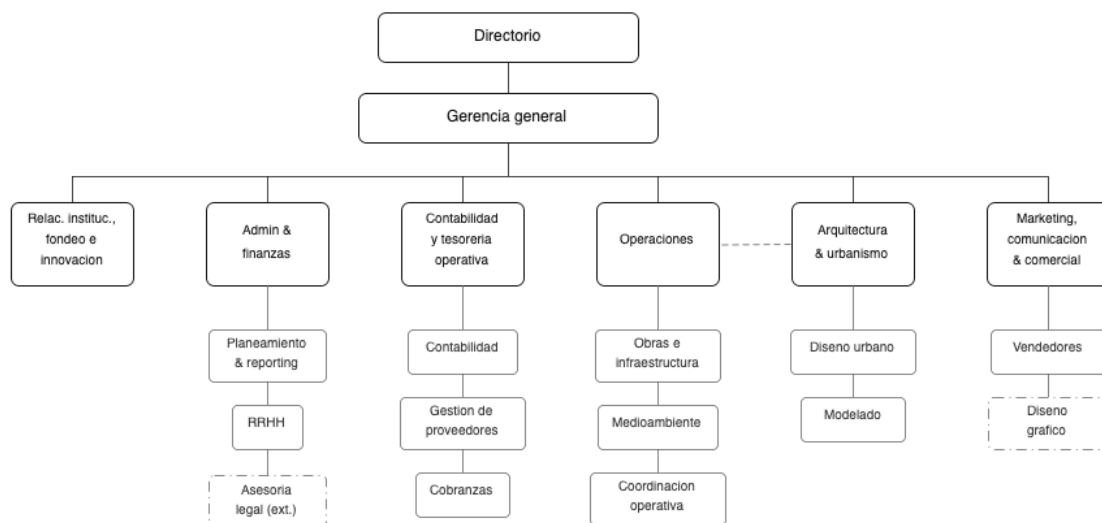 Directorio
Gerencia general
Relac. instituc.,
fondeo e
innovacion
Admin &
finanzas
Contabilidad
y tesoreria
operativa
Operaciones
Arquitectura
& urbanismo
Marketing,
comunicacion
& comercial
Planeamiento
& reporting
Contabilidad
Obras e
infraestructura
Diseno urbano
Vendedores
RRHH
Gestion de
proveedores
Medioambiente
Modelado
Diseno
grafico
Asesoria
legal (ext.)
Cobranzas
Coordinacion
operativa